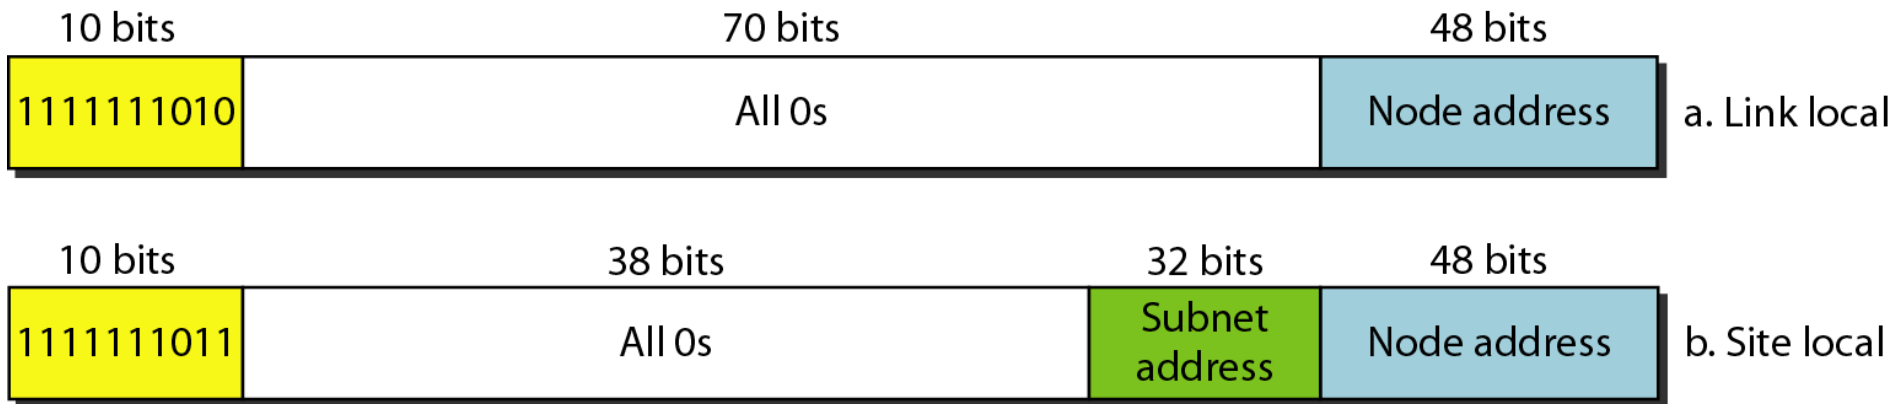 10 bits 70 bits 48 bits
1111111010 All 0s Node address a. Link local
10 bits 38 bits 32 bits 48 bits
1111111011 All 0s Subnet address Node address b. Site local